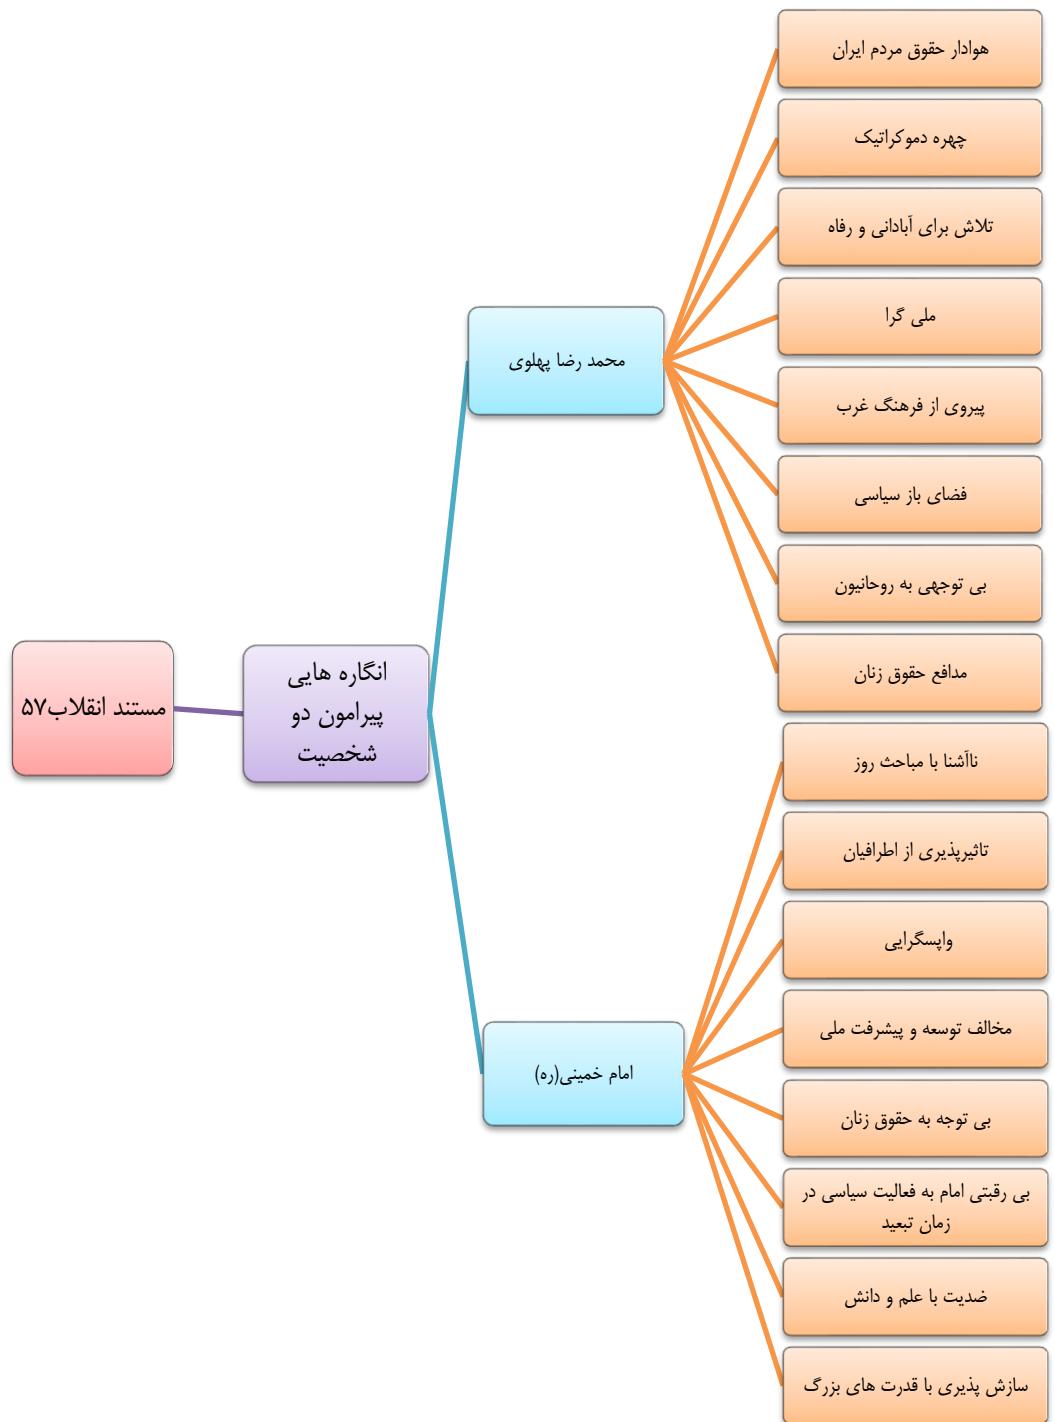 مستند انقلاب۵۷
انگاره هایی
پیرامون دو
شخصیت
محمد رضا پهلوی
هوادار حقوق مردم ایران
چهره دموکراتیک
تلاش برای آبادانی و رفاه
ملی گرا
پیروی از فرهنگ غرب
فضای باز سیاسی
بی توجهی به روحانیون
مدافع حقوق زنان
امام خمینی(ره)
ناآشنا با مباحث روز
تاثیرپذیری از اطرافیان
واپسگرایی
مخالف توسعه و پیشرفت ملی
بی توجه به حقوق زنان
بی رقبتی امام به فعالیت سیاسی در
زمان تبعید
ضدیت با علم و دانش
سازش پذیری با قدرت های بزرگ